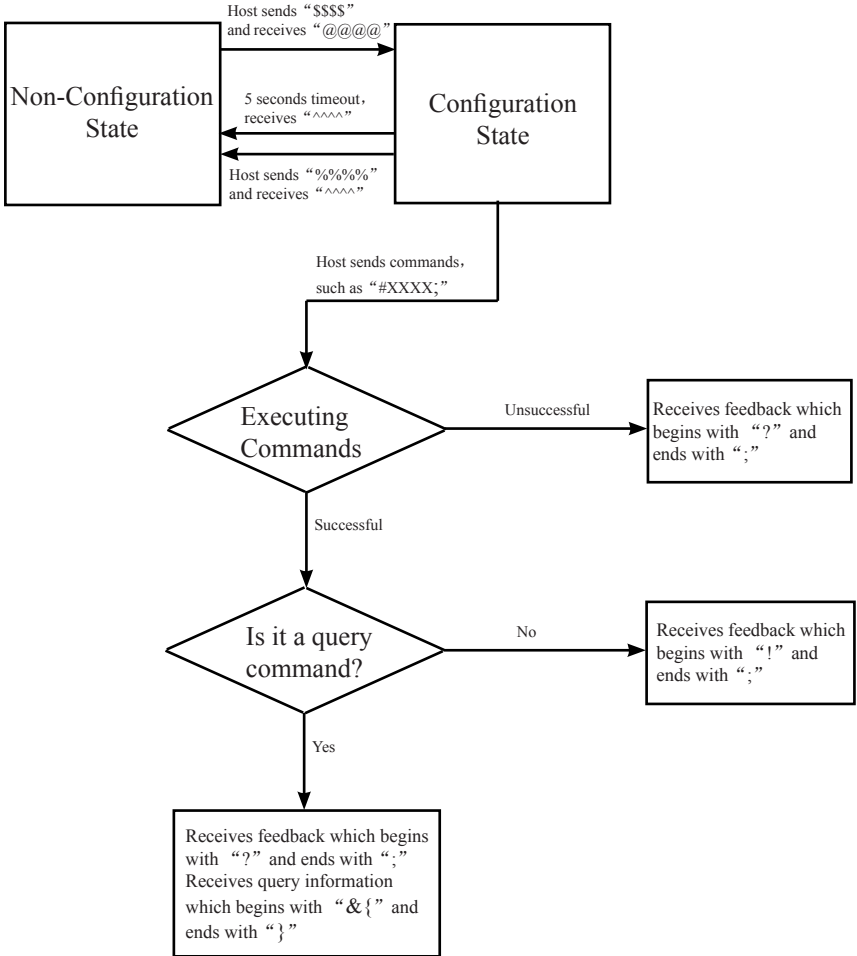 Host sends “$$$$”
and receives “@@@@”
Non-Configuration
State
5 seconds timeout，
receives “^^^^”
Configuration
State
Host sends “%%%%”
and receives “^^^^”
Host sends commands，
such as “#XXXX;”
Executing
Commands
Unsuccessful
Receives feedback which
begins with “?” and
ends with “;”
Successful
Is it a query
command?
No
Receives feedback which
begins with “!” and
ends with “;”
Yes
Receives feedback which begins
with “?” and ends with “;”
Receives query information
which begins with “&{” and
ends with “}”